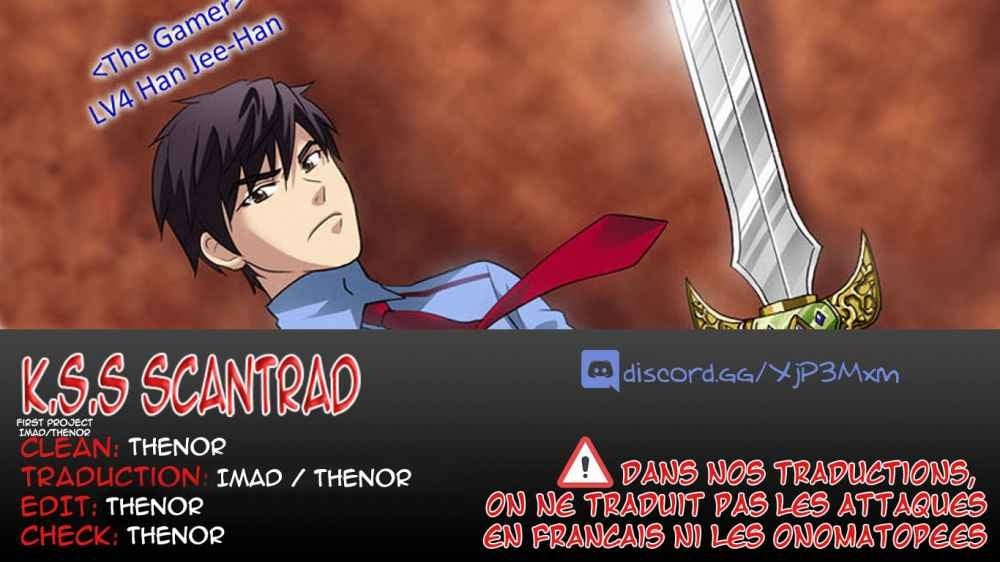 <The Gamer>
LV4 Han Jee-Han
K.S.S SCANTRAD
FIRST PROJECT
IMAD/THENOR
CLEAN: THENOR
TRADUCTION: IMAD / THENOR
EDIT: THENOR
CHECK: THENOR
discord.gg/XjP3Mxm
DANS NOS TRADUCTIONS,
ON NE TRADUIT PAS LES ATTAQUES
EN FRANCAIS NI LES ONOMATOPEES